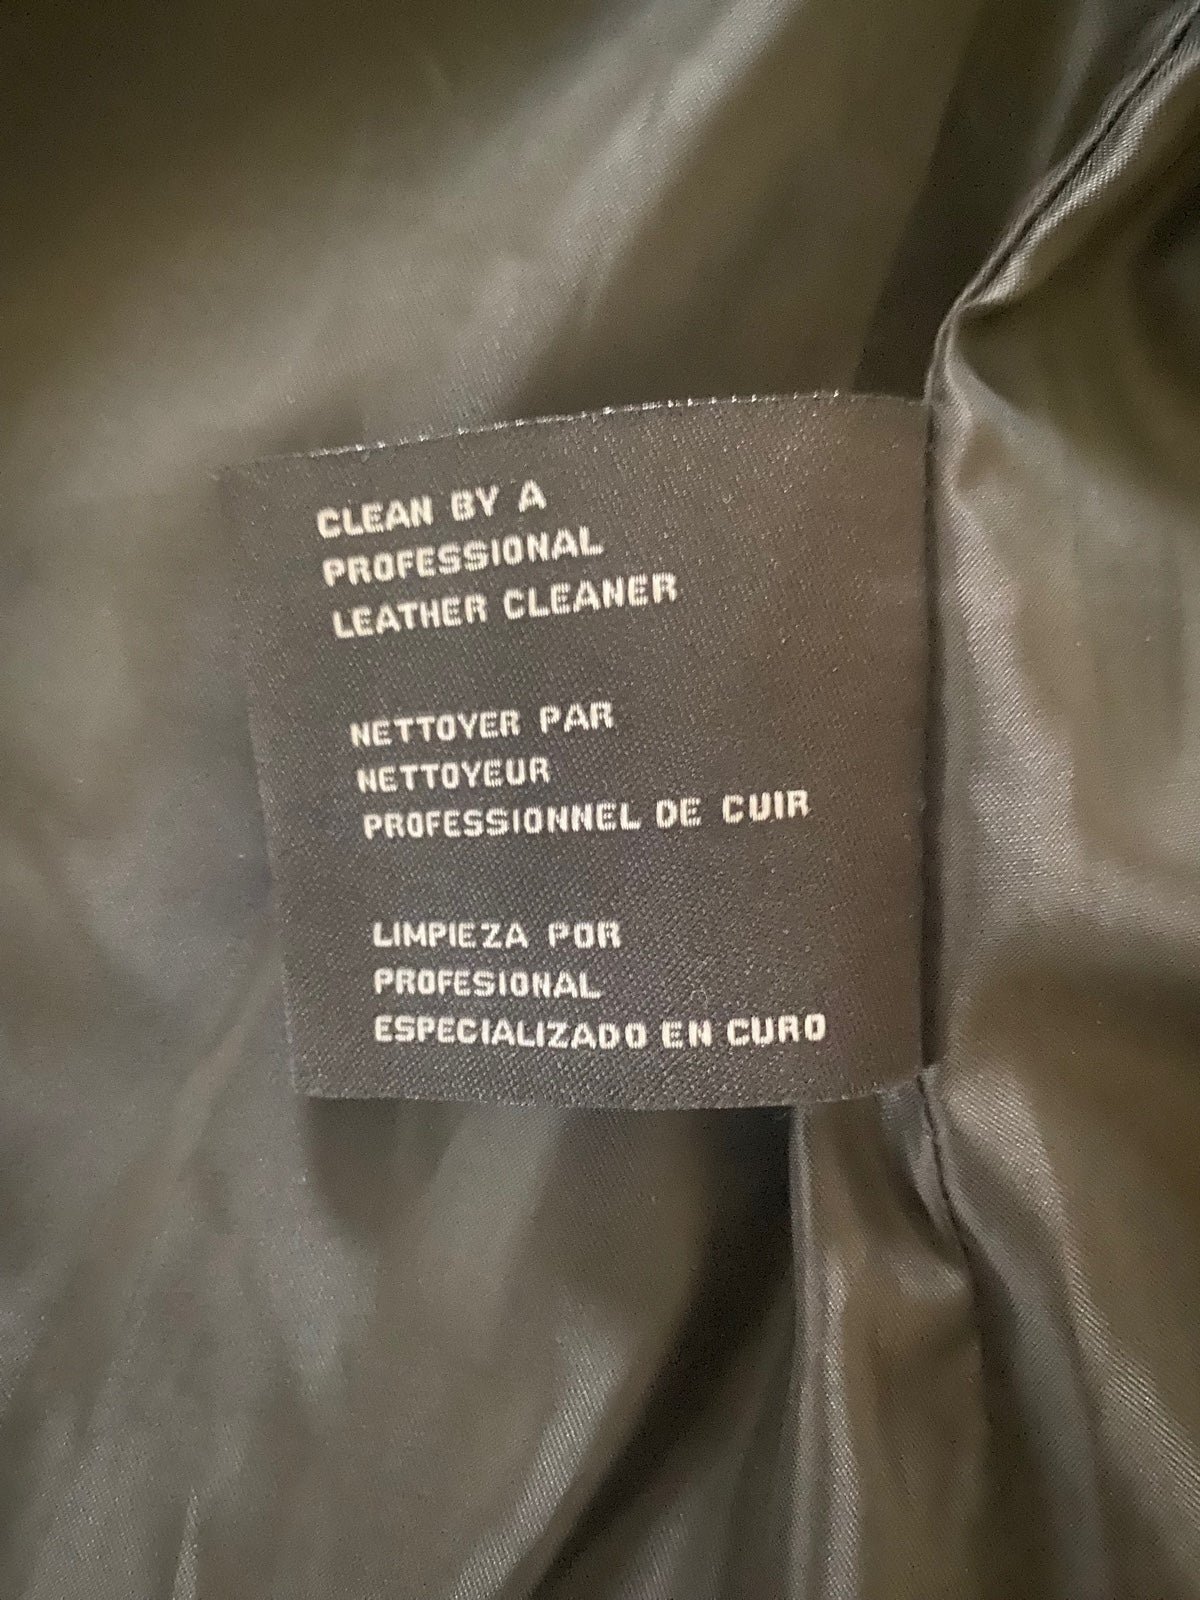 CLEAN BY A
PROFESSIONAL
LEATHER CLEANER
NETTOYER PAR
NETTOYEUR
PROFESSIONNEL DE CUIR
LIMPIEZA POR
PROFESIONAL
ESPECIALIZADO EN CURO